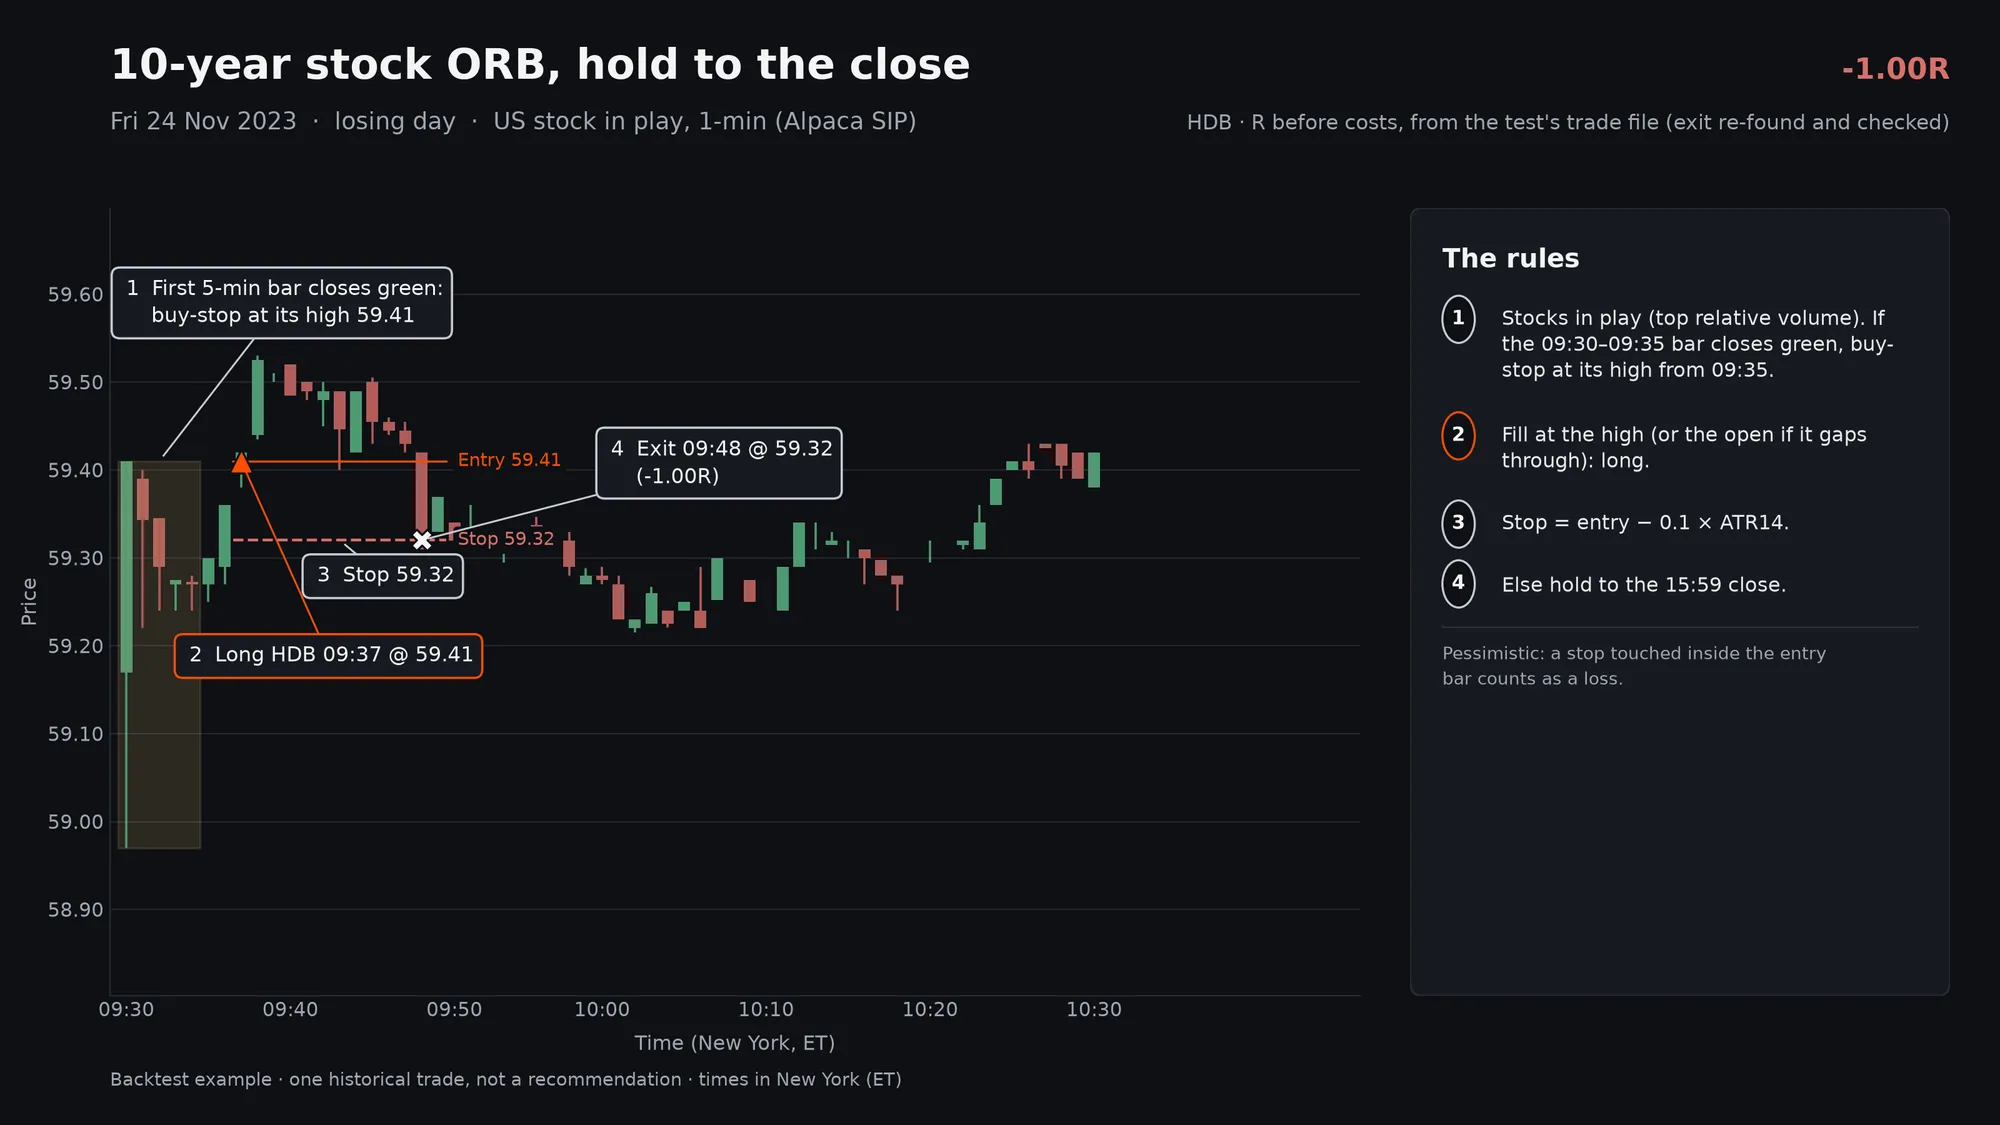 10-year stock ORB, hold to the close
-1.00R
Fri 24 Nov 2023 · losing day · US stock in play, 1-min (Alpaca SIP)
HDB · R before costs, from the test's trade file (exit re-found and checked)
1 First 5-min bar closes green:
buy-stop at its high 59.41
Entry 59.41
4 Exit 09:48 @ 59.32
(-1.00R)
Stop 59.32
3 Stop 59.32
2 Long HDB 09:37 @ 59.41
Price
59.60
59.50
59.40
59.30
59.20
59.10
59.00
58.90
09:30
09:40
09:50
10:00
10:10
10:20
10:30
Time (New York, ET)
The rules
1 Stocks in play (top relative volume). If
the 09:30–09:35 bar closes green, buy-
stop at its high from 09:35.
2 Fill at the high (or the open if it gaps
through): long.
3 Stop = entry − 0.1 × ATR14.
4 Else hold to the 15:59 close.
Pessimistic: a stop touched inside the entry
bar counts as a loss.
Backtest example · one historical trade, not a recommendation · times in New York (ET)